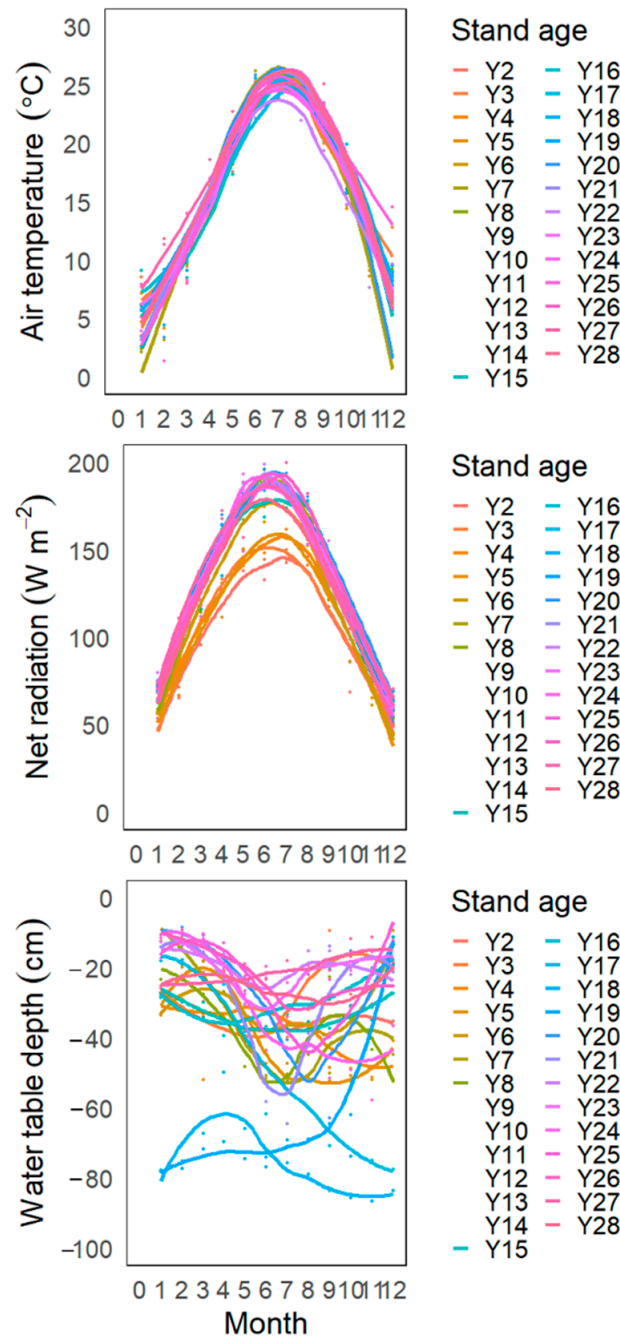 Air temperature (°C)
30
25
20
15
10
5
0
0 1 2 3 4 5 6 7 8 9 10 11 12
Stand age
Y2 Y16
Y3 Y17
Y4 Y18
Y5 Y19
Y6 Y20
Y7 Y21
Y8 Y22
Y9 Y23
Y10 Y24
Y11 Y25
Y12 Y26
Y13 Y27
Y14 Y28
Y15
Net radiation (W m⁻²)
200
150
100
50
0
0 1 2 3 4 5 6 7 8 9 10 11 12
Stand age
Y2 Y16
Y3 Y17
Y4 Y18
Y5 Y19
Y6 Y20
Y7 Y21
Y8 Y22
Y9 Y23
Y10 Y24
Y11 Y25
Y12 Y26
Y13 Y27
Y14 Y28
Y15
Water table depth (cm)
0
−20
−40
−60
−80
−100
0 1 2 3 4 5 6 7 8 9 10 11 12
Month
Stand age
Y2 Y16
Y3 Y17
Y4 Y18
Y5 Y19
Y6 Y20
Y7 Y21
Y8 Y22
Y9 Y23
Y10 Y24
Y11 Y25
Y12 Y26
Y13 Y27
Y14 Y28
Y15